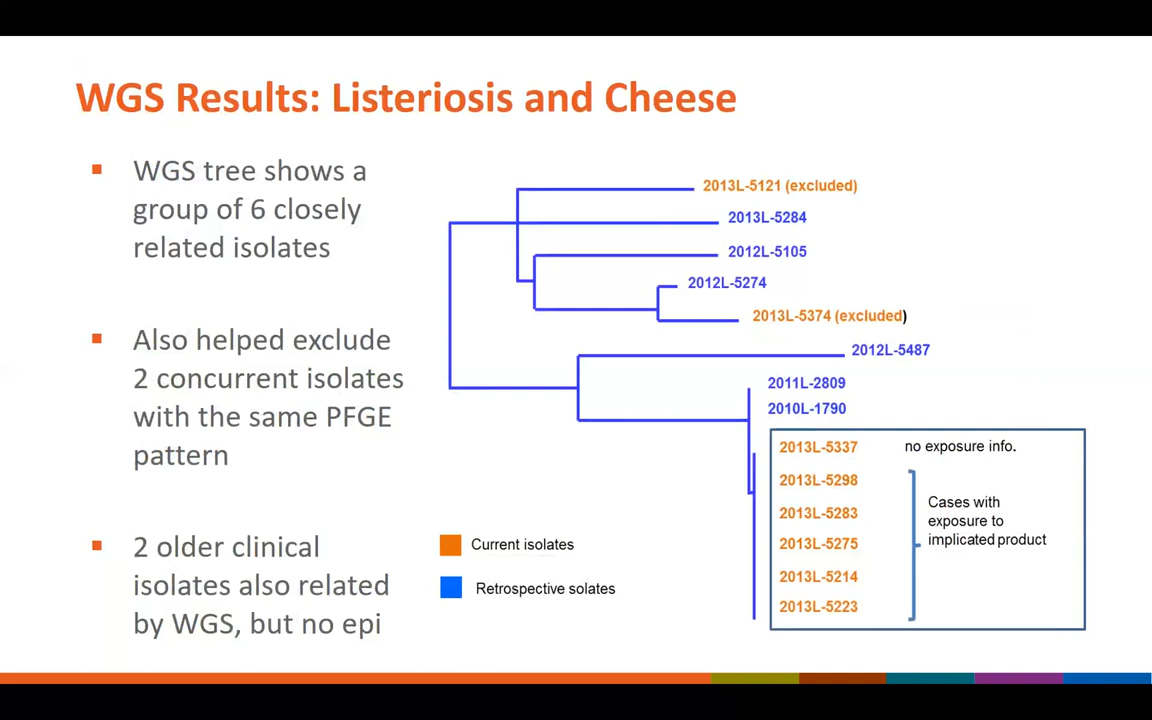 WGS Results: Listeriosis and Cheese
WGS tree shows a
group of 6 closely
related isolates
Also helped exclude
2 concurrent isolates
with the same PFGE
pattern
2 older clinical
isolates also related
by WGS, but no epi
2013L-5121 (excluded)
2013L-5284
2012L-5105
2012L-5274
2013L-5374 (excluded)
2012L-5487
2011L-2809
2010L-1790
2013L-5337 no exposure info.
2013L-5298
2013L-5283
2013L-5275
2013L-5214
2013L-5223
Cases with
exposure to
implicated product
Current isolates
Retrospective solates